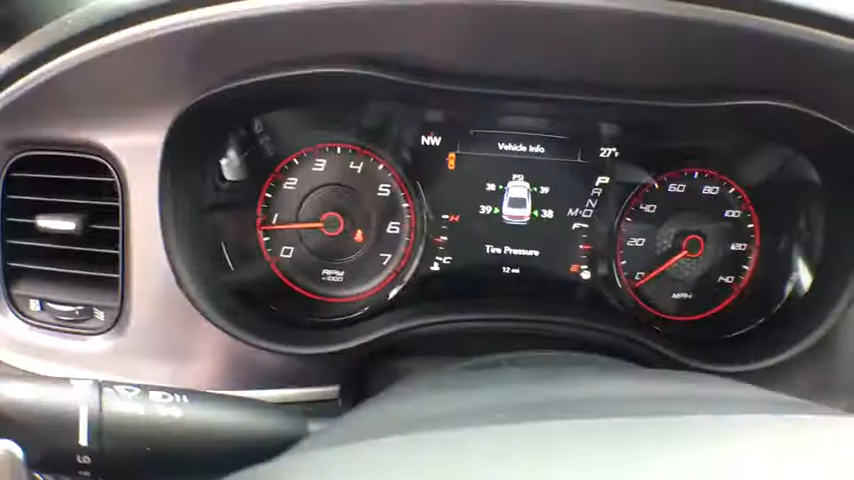 NW
Vehicle Info
27°F
PSI
38 39
39 38
Tire Pressure
12 mi
P
R
N
M/D
F
E
H
C
0 1 2 3 4 5 6 7
RPM
x1000
0 20 40 60 80 100 120 140
MPH